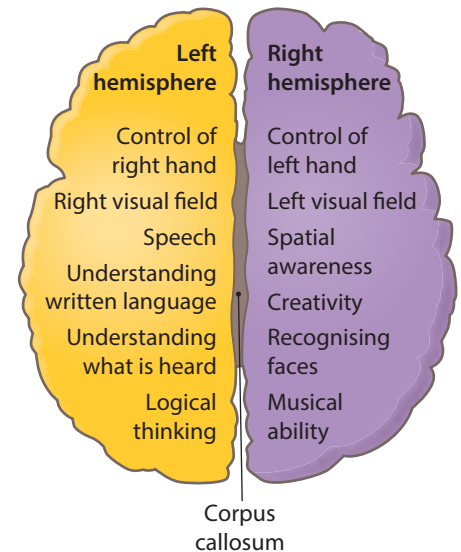 Left
hemisphere
Control of
right hand
Right visual field
Speech
Understanding
written language
Understanding
what is heard
Logical
thinking
Right
hemisphere
Control of
left hand
Left visual field
Spatial
awareness
Creativity
Recognising
faces
Musical
ability
Corpus
callosum